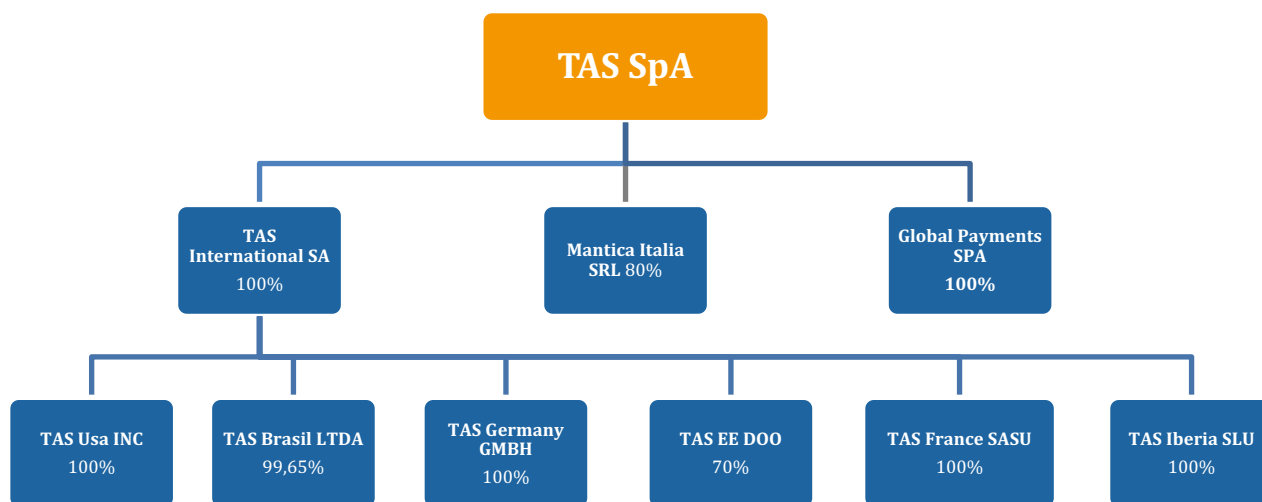 TAS SpA
TAS
International SA
100%
Mantica Italia
SRL 80%
Global Payments
SPA
100%
TAS Usa INC
100%
TAS Brasil LTDA
99,65%
TAS Germany
GMBH
100%
TAS EE DOO
70%
TAS France SASU
100%
TAS Iberia SLU
100%